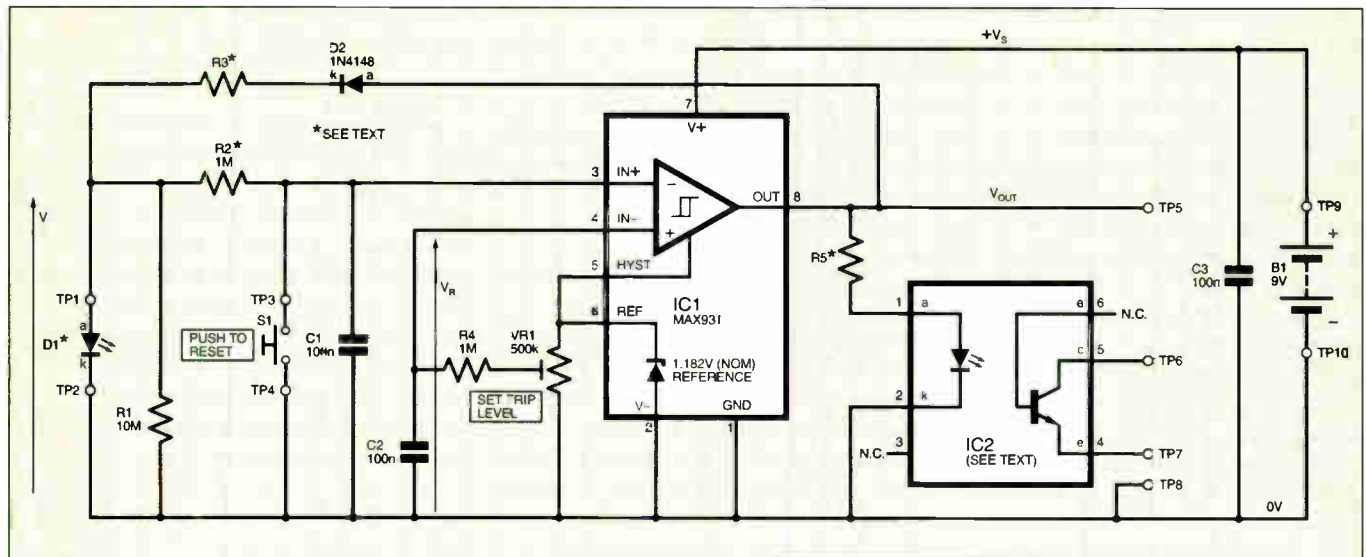 +VS
D2
1N4148
R3*
k
a
7
V+
*SEE TEXT
R2*
1M
3
IN+
−
OUT
8
VOUT
TP5
4
IN−
+
TP9
V
R5*
+
5
HYST
C3
100n
B1
9V
VR
1
a
e
6
N.C.
TP1
TP3
IC1
MAX931
−
a
S1
C1
6
REF
c
5
TP6
D1*
PUSH TO
RESET
R4
1M
VR1
500k
1.182V (NOM)
REFERENCE
TP10
k
2
k
TP2
TP4
SET TRIP
LEVEL
V−
GND
e
4
TP7
R1
10M
2
1
3
N.C.
IC2
(SEE TEXT)
C2
100n
TP8
0V